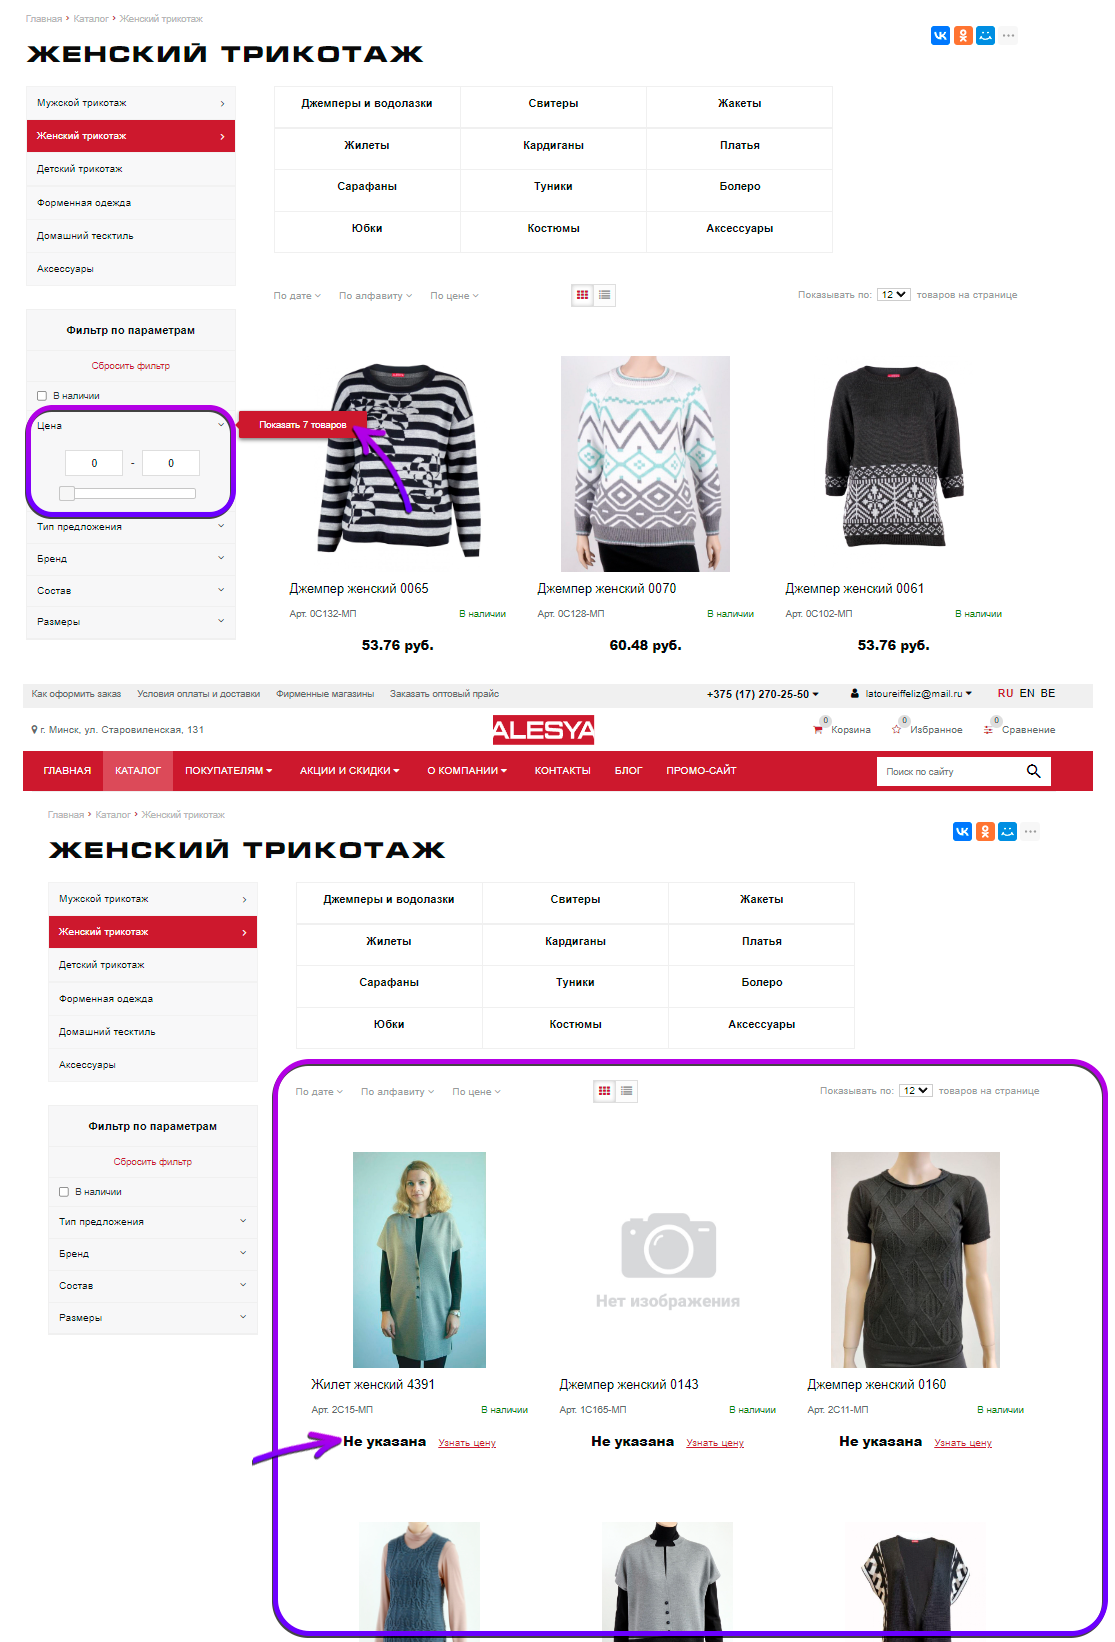 Главная › Каталог › Женский трикотаж
ЖЕНСКИЙ ТРИКОТАЖ
Мужской трикотаж
Женский трикотаж
Детский трикотаж
Форменная одежда
Домашний тесктиль
Аксессуары
Джемперы и водолазки Свитеры Жакеты
Жилеты Кардиганы Платья
Сарафаны Туники Болеро
Юбки Костюмы Аксессуары
По дате По алфавиту По цене Показывать по: 12 товаров на странице
Фильтр по параметрам
Сбросить фильтр
В наличии
Цена
Показать 7 товаров
0 - 0
Тип предложения
Бренд
Состав
Размеры
Джемпер женский 0065 Джемпер женский 0070 Джемпер женский 0061
Арт. 0С132-МП В наличии Арт. 0С128-МП В наличии Арт. 0С102-МП В наличии
53.76 руб. 60.48 руб. 53.76 руб.
Как оформить заказ Условия оплаты и доставки Фирменные магазины Заказать оптовый прайс +375 (17) 270-25-50 latoureiffeliz@mail.ru RU EN BE
г. Минск, ул. Старовиленская, 131 ALESYA 0 Корзина 0 Избранное 0 Сравнение
ГЛАВНАЯ КАТАЛОГ ПОКУПАТЕЛЯМ АКЦИИ И СКИДКИ О КОМПАНИИ КОНТАКТЫ БЛОГ ПРОМО-САЙТ Поиск по сайту
Главная › Каталог › Женский трикотаж
ЖЕНСКИЙ ТРИКОТАЖ
Мужской трикотаж
Женский трикотаж
Детский трикотаж
Форменная одежда
Домашний тесктиль
Аксессуары
Джемперы и водолазки Свитеры Жакеты
Жилеты Кардиганы Платья
Сарафаны Туники Болеро
Юбки Костюмы Аксессуары
По дате По алфавиту По цене Показывать по: 12 товаров на странице
Фильтр по параметрам
Сбросить фильтр
В наличии
Тип предложения
Бренд
Состав
Размеры
Нет изображения
Жилет женский 4391 Джемпер женский 0143 Джемпер женский 0160
Арт. 2С15-МП В наличии Арт. 1С165-МП В наличии Арт. 2С11-МП В наличии
Не указана Узнать цену Не указана Узнать цену Не указана Узнать цену